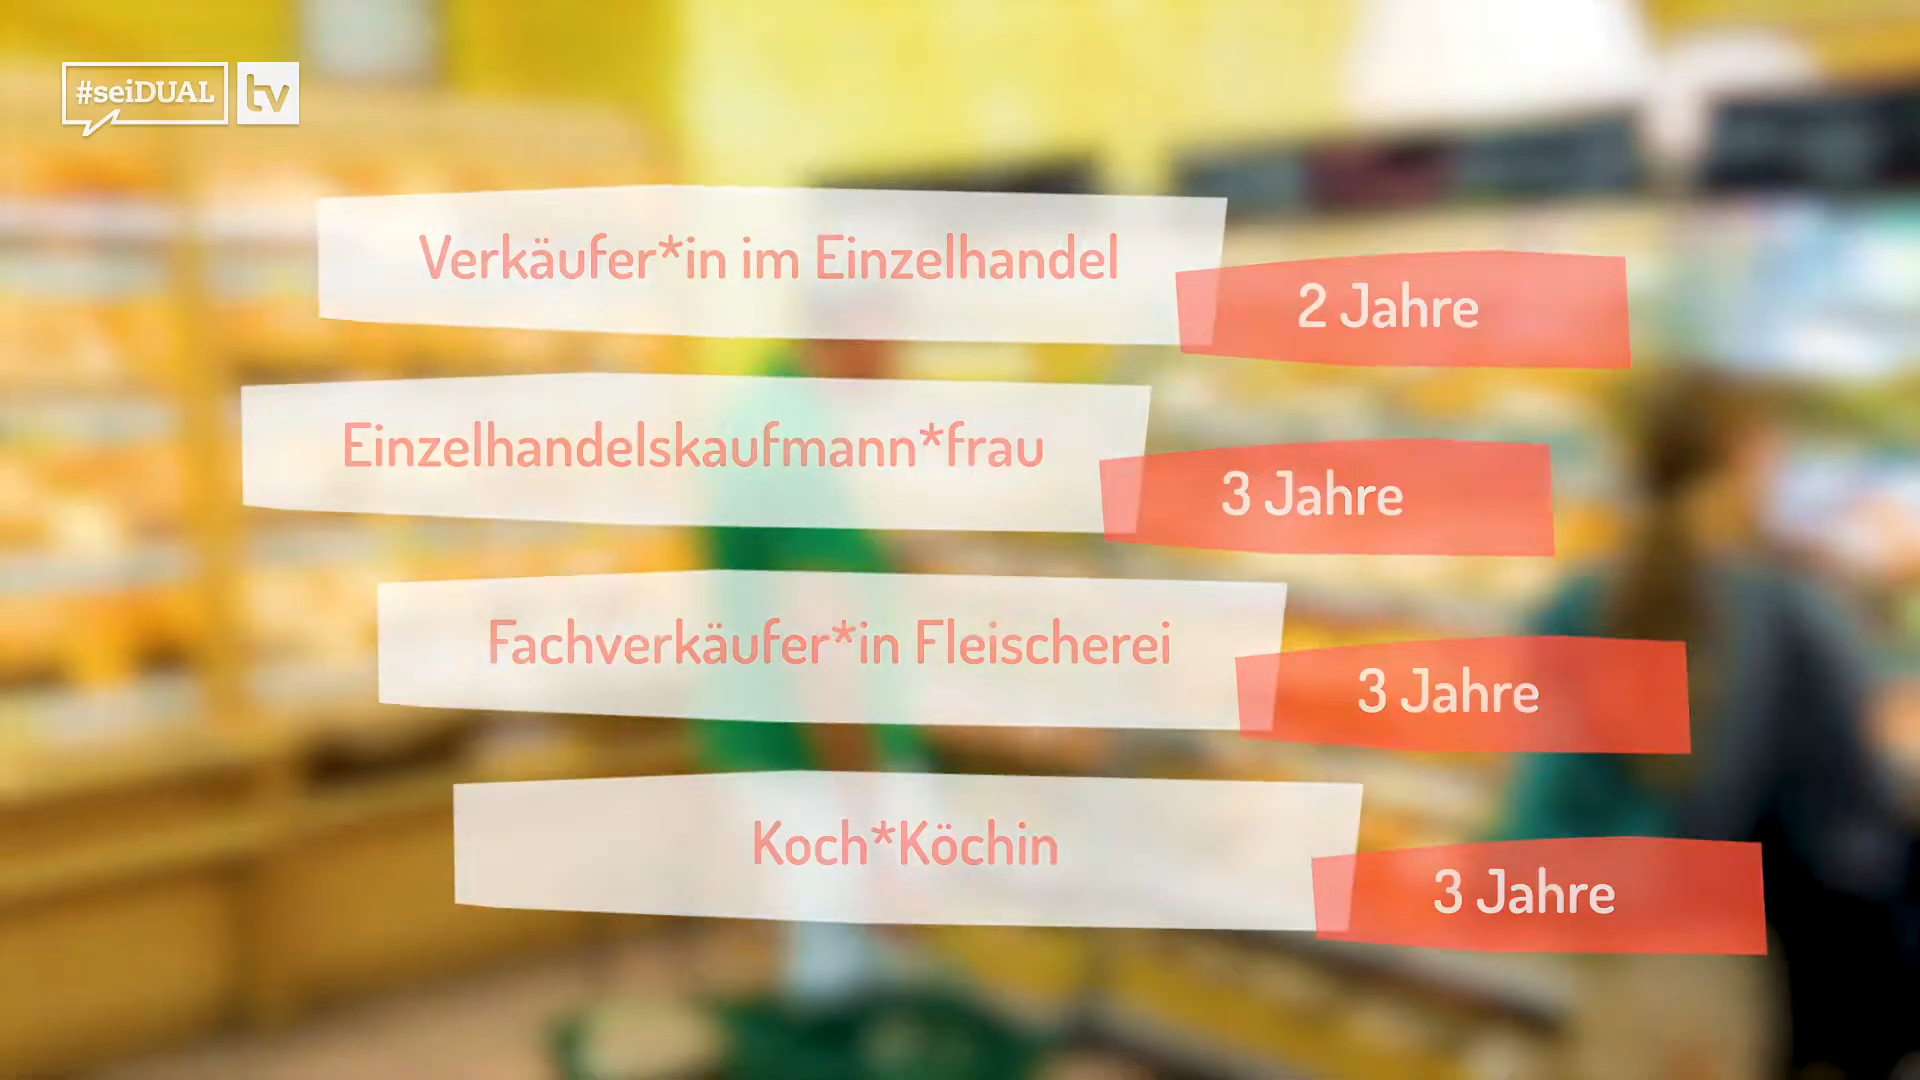 #seiDUAL tv
Verkäufer*in im Einzelhandel
2 Jahre
Einzelhandelskaufmann*frau
3 Jahre
Fachverkäufer*in Fleischerei
3 Jahre
Koch*Köchin
3 Jahre